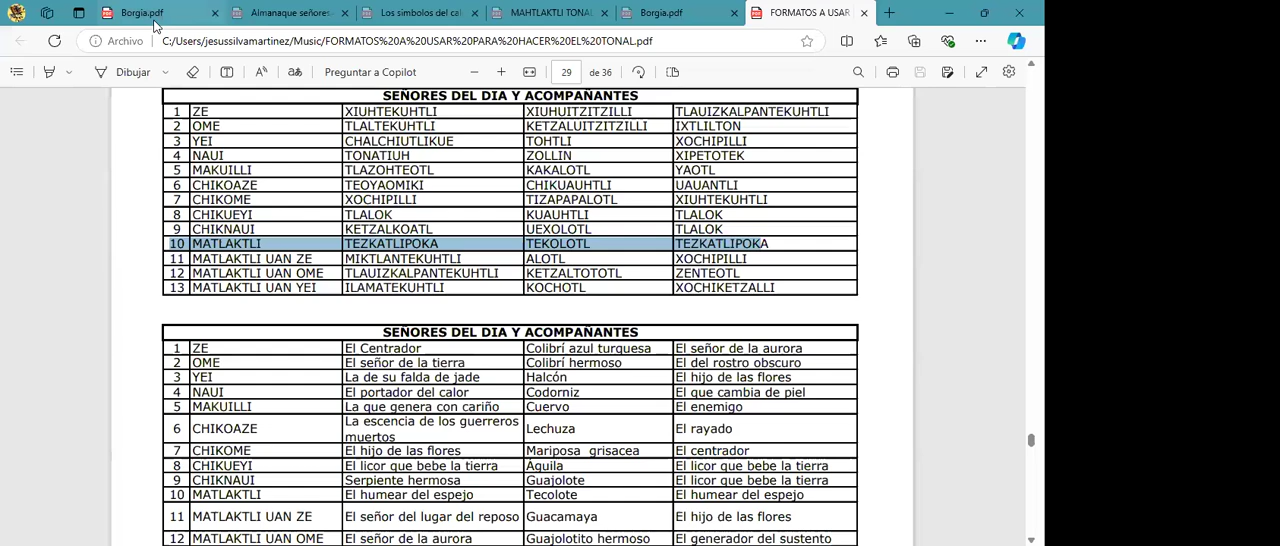 Borgia.pdf
Almanaque señores
Los simbolos del cal
MAHTLAKTLI TONAL
Borgia.pdf
FORMATOS A USAR
Archivo
C:/Users/jesussilvamartinez/Music/FORMATOS%20A%20USAR%20PARA%20HACER%20EL%20TONAL.pdf
Dibujar
Preguntar a Copilot
29 de 36
SEÑORES DEL DIA Y ACOMPAÑANTES
1 ZE XIUHTEKUHTLI XIUHUITZITZILLI TLAUIZKALPANTEKUHTLI
2 OME TLALTEKUHTLI KETZALUITZITZILLI IXTLILTON
3 YEI CHALCHIUTLIKUE TOHTLI XOCHIPILLI
4 NAUI TONATIUH ZOLLIN XIPETOTEK
5 MAKUILLI TLAZOHTEOTL KAKALOTL YAOTL
6 CHIKOAZE TEOYAOMIKI CHIKUAUHTLI UAUANTLI
7 CHIKOME XOCHIPILLI TIZAPAPALOTL XIUHTEKUHTLI
8 CHIKUEYI TLALOK KUAUHTLI TLALOK
9 CHIKNAUI KETZALKOATL UEXOLOTL TLALOK
10 MATLAKTLI TEZKATLIPOKA TEKOLOTL TEZKATLIPOKA
11 MATLAKTLI UAN ZE MIKTLANTEKUHTLI ALOTL XOCHIPILLI
12 MATLAKTLI UAN OME TLAUIZKALPANTEKUHTLI KETZALTOTOTL ZENTEOTL
13 MATLAKTLI UAN YEI ILAMATEKUHTLI KOCHOTL XOCHIKETZALLI
SEÑORES DEL DIA Y ACOMPAÑANTES
1 ZE El Centrador Colibrí azul turquesa El señor de la aurora
2 OME El señor de la tierra Colibrí hermoso El del rostro obscuro
3 YEI La de su falda de jade Halcón El hijo de las flores
4 NAUI El portador del calor Codorniz El que cambia de piel
5 MAKUILLI La que genera con cariño Cuervo El enemigo
6 CHIKOAZE La escencia de los guerreros muertos Lechuza El rayado
7 CHIKOME El hijo de las flores Mariposa grisacea El centrador
8 CHIKUEYI El licor que bebe la tierra Aguila El licor que bebe la tierra
9 CHIKNAUI Serpiente hermosa Guajolote El licor que bebe la tierra
10 MATLAKTLI El humear del espejo Tecolote El humear del espejo
11 MATLAKTLI UAN ZE El señor del lugar del reposo Guacamaya El hijo de las flores
12 MATLAKTLI UAN OME El señor de la aurora Guajolotito hermoso El generador del sustento